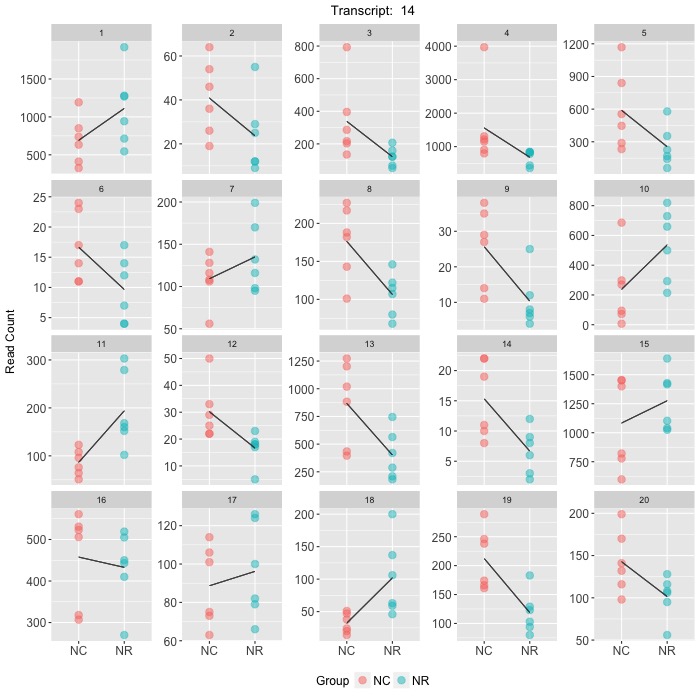 Transcript: 14
1 2 3 4 5
1500 1000 500 60 40 20 800 600 400 200 4000 3000 2000 1000 1200 900 600 300
6 7 8 9 10
25 20 15 10 5 200 150 100 50 200 150 100 30 20 10 800 600 400 200 0
Read Count
11 12 13 14 15
300 200 100 50 40 30 20 10 1250 1000 750 500 250 20 15 10 5 1500 1250 1000 750
16 17 18 19 20
500 400 300 120 100 80 60 200 150 100 50 250 200 150 100 200 150 100 50
NC NR NC NR NC NR NC NR NC NR
Group NC NR